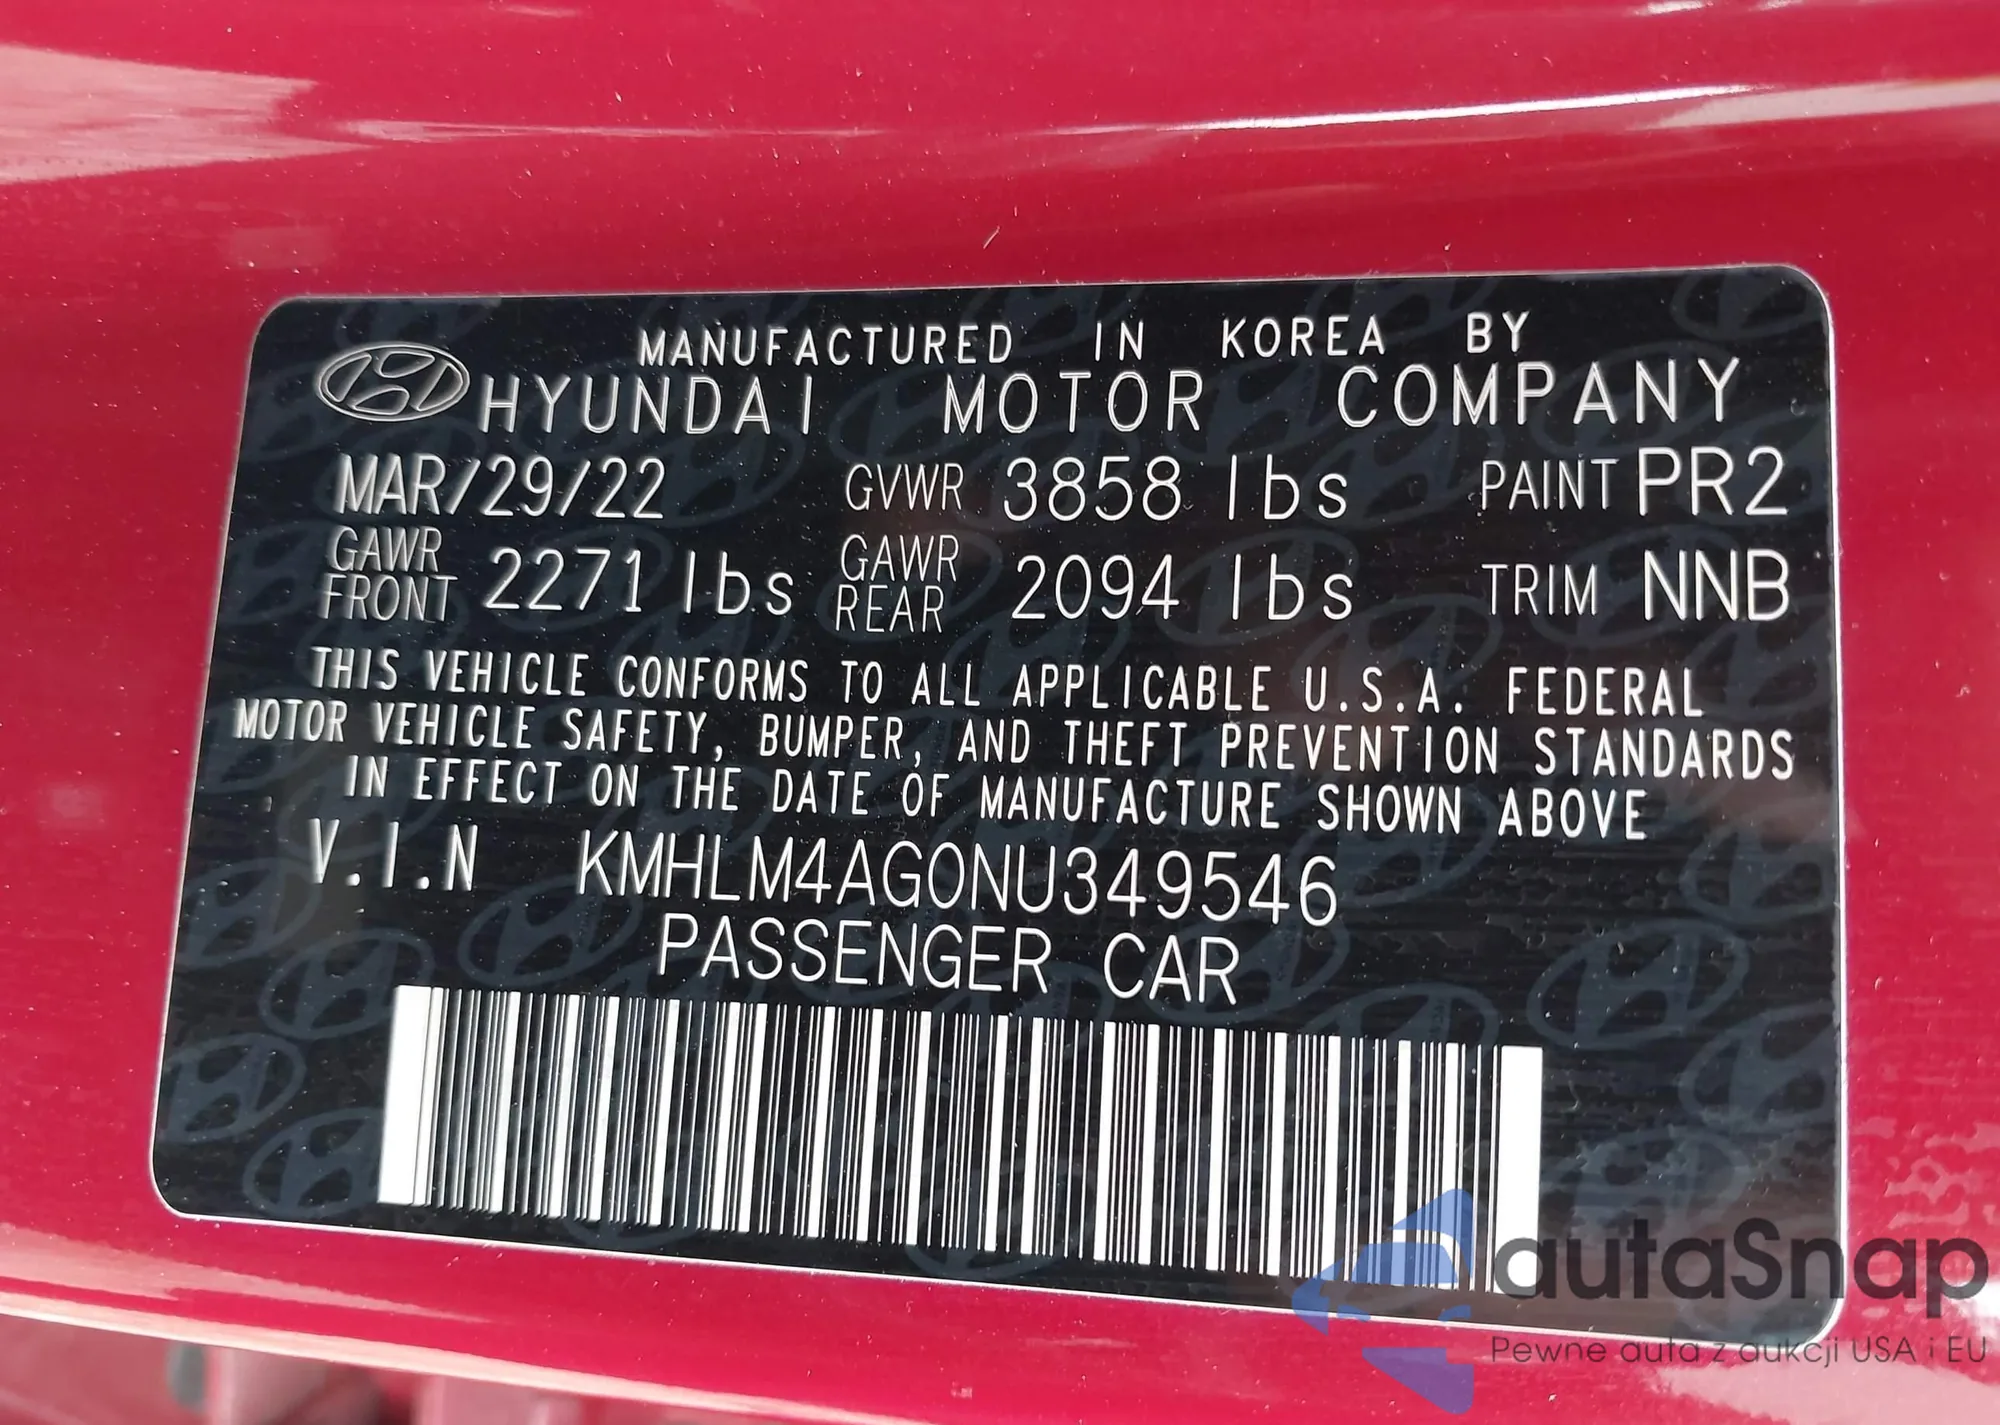 MANUFACTURED IN KOREA BY
HYUNDAI MOTOR COMPANY
MAR/29/22 GVWR 3858 lbs PAINT PR2
GAWR FRONT 2271 lbs GAWR REAR 2094 lbs TRIM NNB
THIS VEHICLE CONFORMS TO ALL APPLICABLE U.S.A. FEDERAL
MOTOR VEHICLE SAFETY, BUMPER, AND THEFT PREVENTION STANDARDS
IN EFFECT ON THE DATE OF MANUFACTURE SHOWN ABOVE
V.I.N KMHLM4AG0NU349546
PASSENGER CAR
autaSnap
Pewne auta z aukcji USA i EU